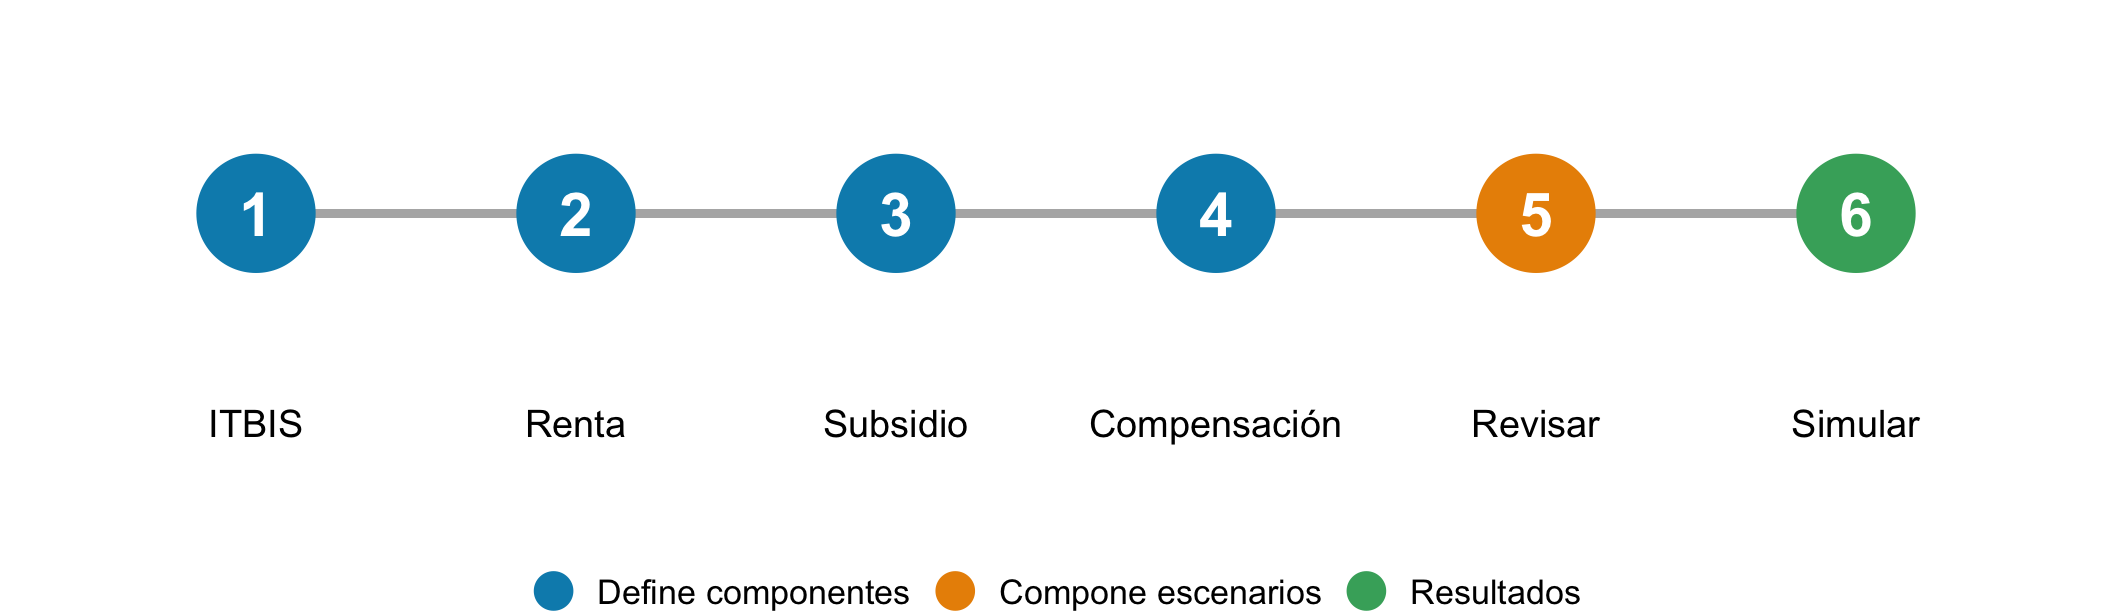 1 2 3 4 5 6
ITBIS Renta Subsidio Compensación Revisar Simular
Define componentes Compone escenarios Resultados